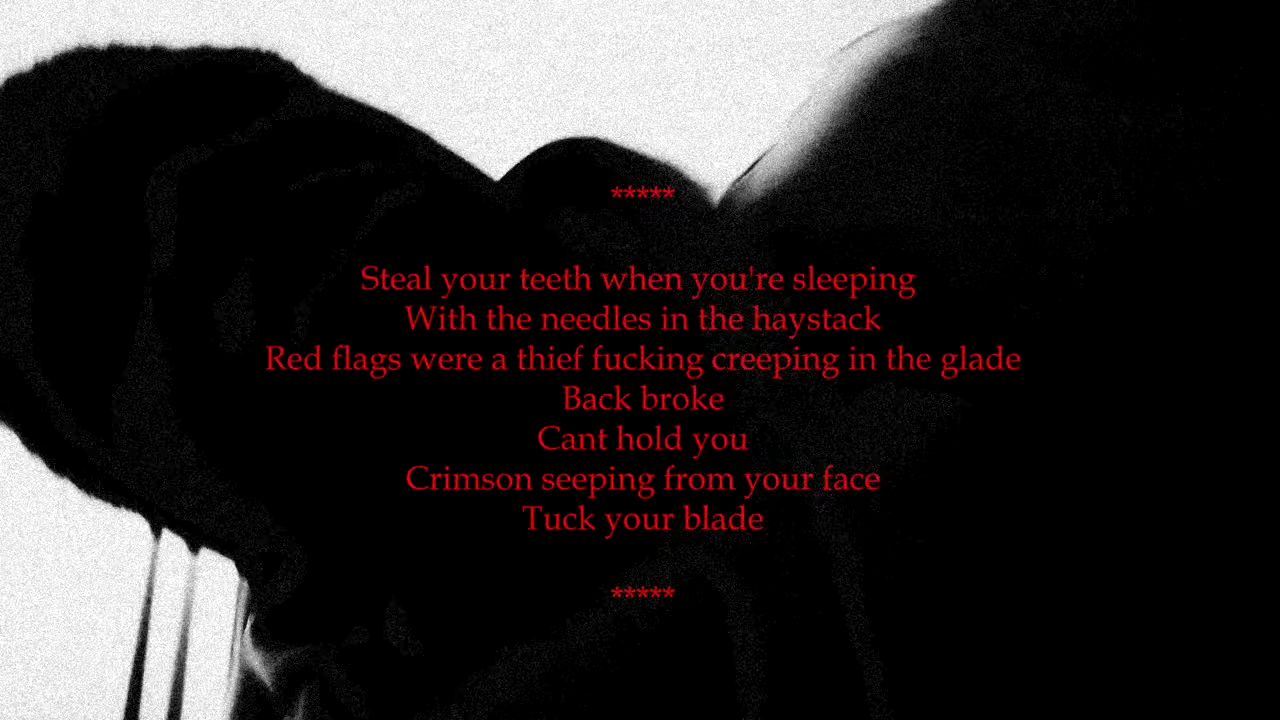 *****
Steal your teeth when you're sleeping
With the needles in the haystack
Red flags were a thief fucking creeping in the glade
Back broke
Cant hold you
Crimson seeping from your face
Tuck your blade
*****